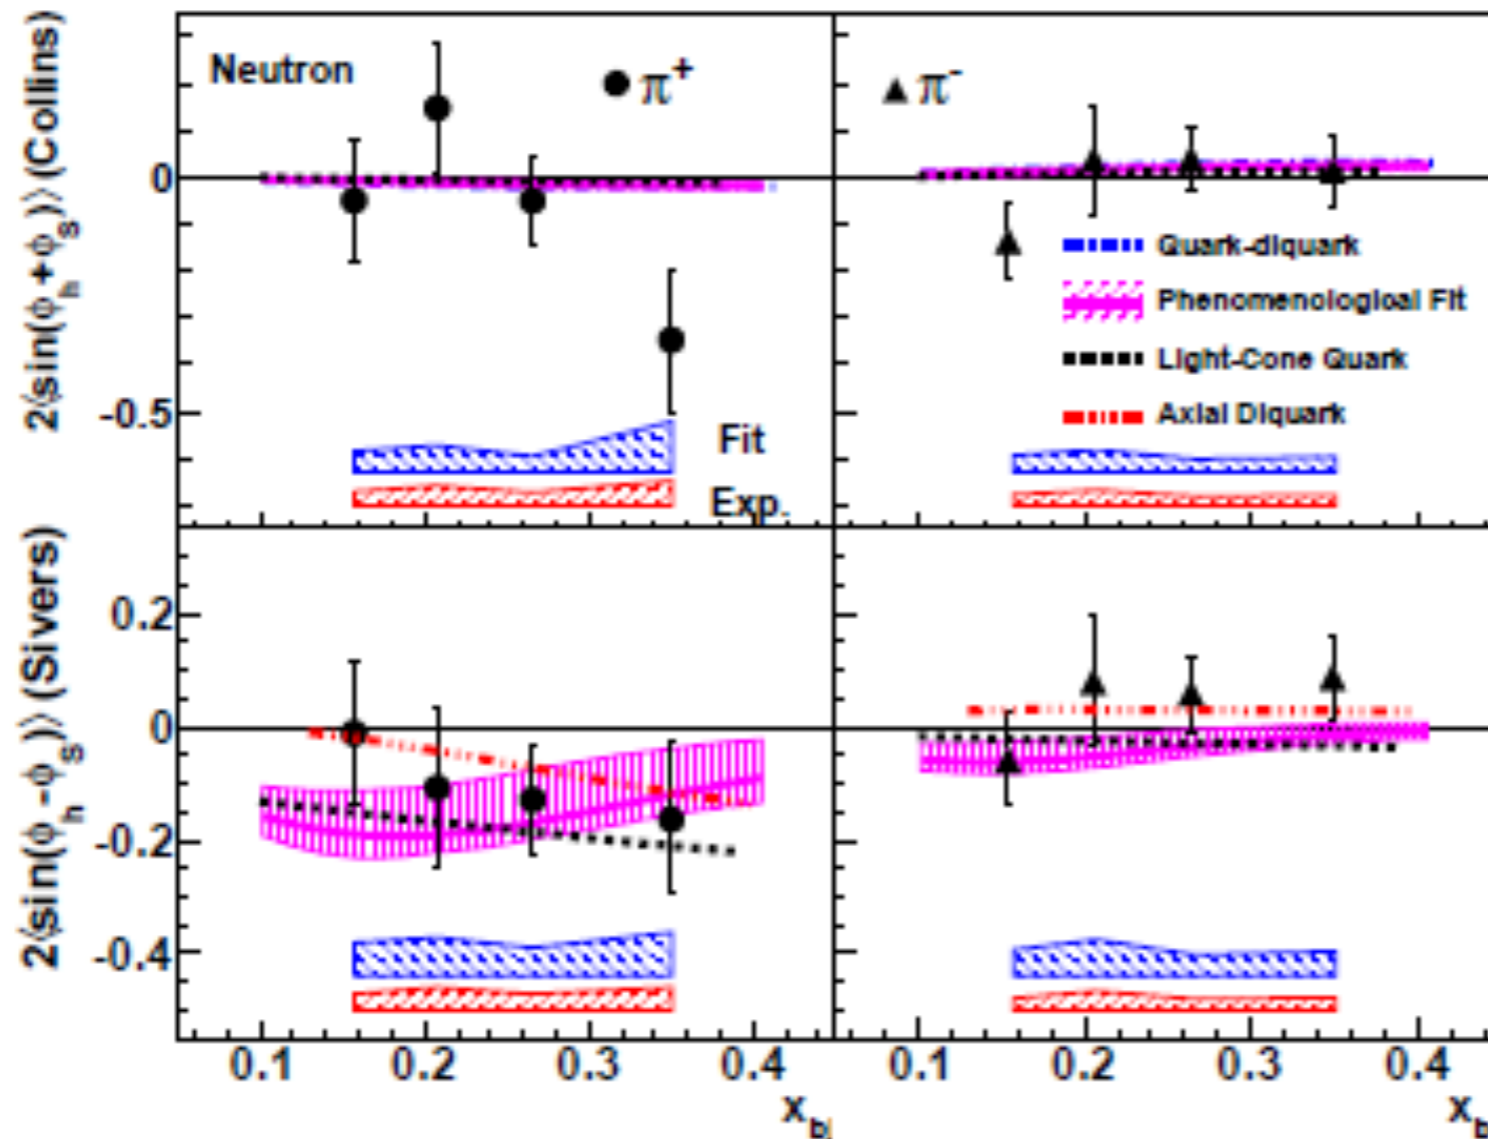 2⟨sin(ϕh+ϕS)⟩ (Collins)
Neutron
π+
π-
0
-0.5
Quark-diquark
Phenomenological Fit
Light-Cone Quark
Axial Diquark
Fit
Exp.
2⟨sin(ϕh-ϕS)⟩ (Sivers)
0.2
0
-0.2
-0.4
0.1 0.2 0.3 0.4 0.1 0.2 0.3 0.4
xbj xb